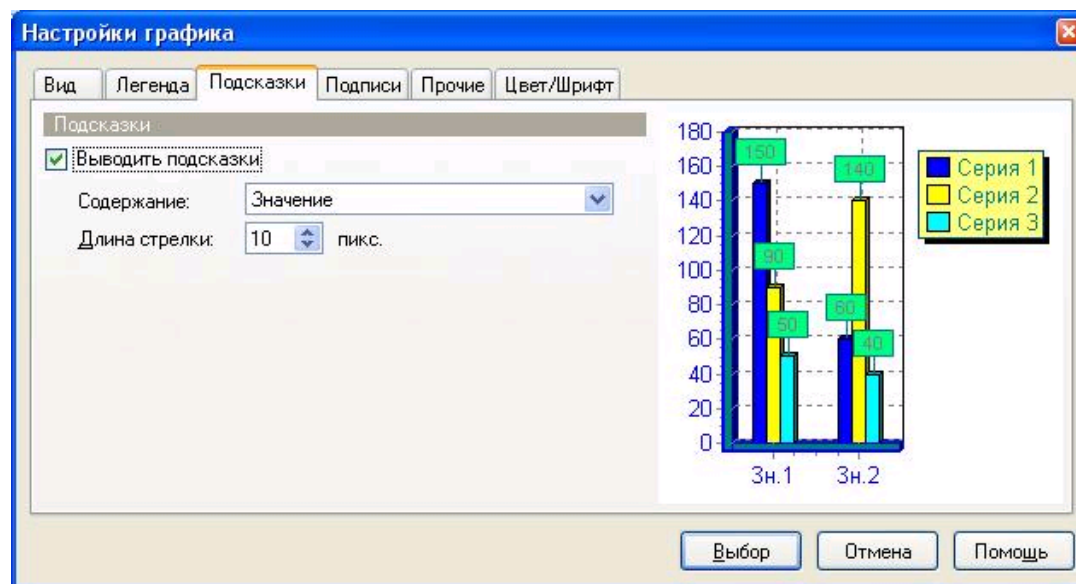 Настройки графика
Вид Легенда Подсказки Подписи Прочие Цвет/Шрифт
Подсказки
Выводить подсказки
Содержание: Значение
Длина стрелки: 10 пикс.
180
160
140
120
100
80
60
40
20
0
150
140
90
60
50
40
Зн.1 Зн.2
Серия 1
Серия 2
Серия 3
Выбор Отмена Помощь